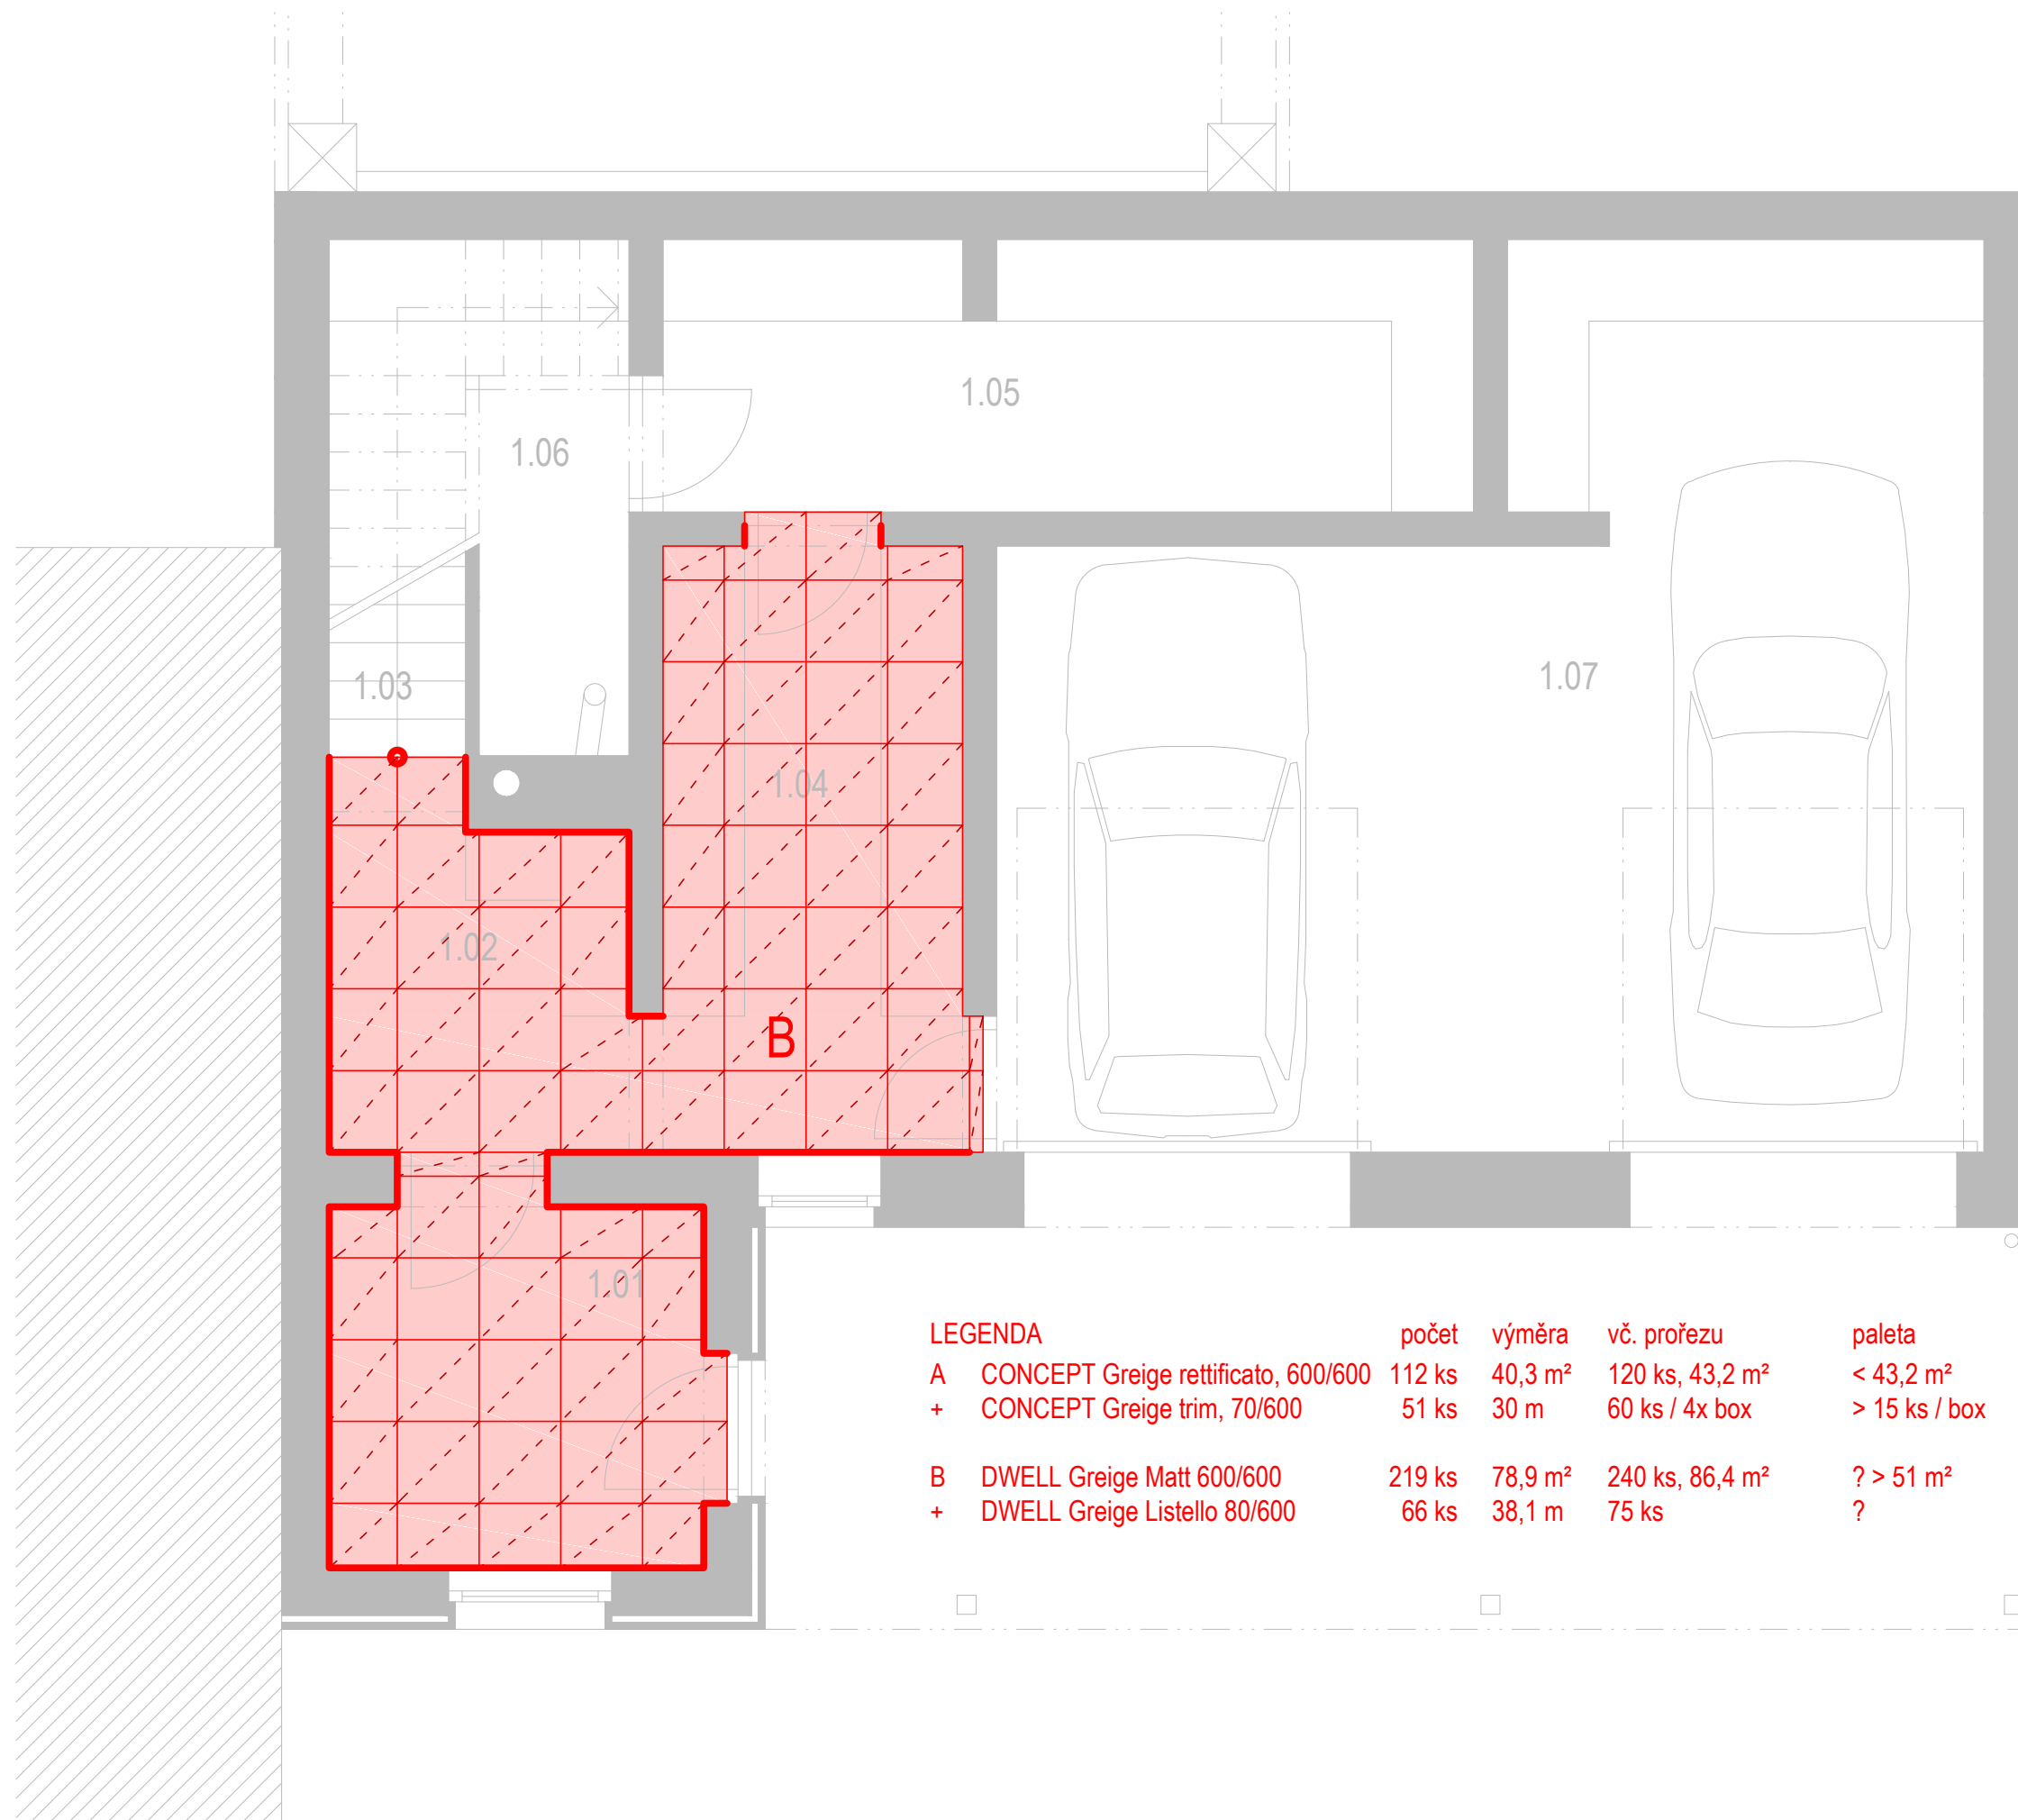 1.05
1.06
1.07
1.03
1.04
1.02
B
1.01
LEGENDA počet výměra vč. prořezu paleta
A CONCEPT Greige rettificato, 600/600 112 ks 40,3 m² 120 ks, 43,2 m² < 43,2 m²
+ CONCEPT Greige trim, 70/600 51 ks 30 m 60 ks / 4x box > 15 ks / box
B DWELL Greige Matt 600/600 219 ks 78,9 m² 240 ks, 86,4 m² ? > 51 m²
+ DWELL Greige Listello 80/600 66 ks 38,1 m 75 ks ?